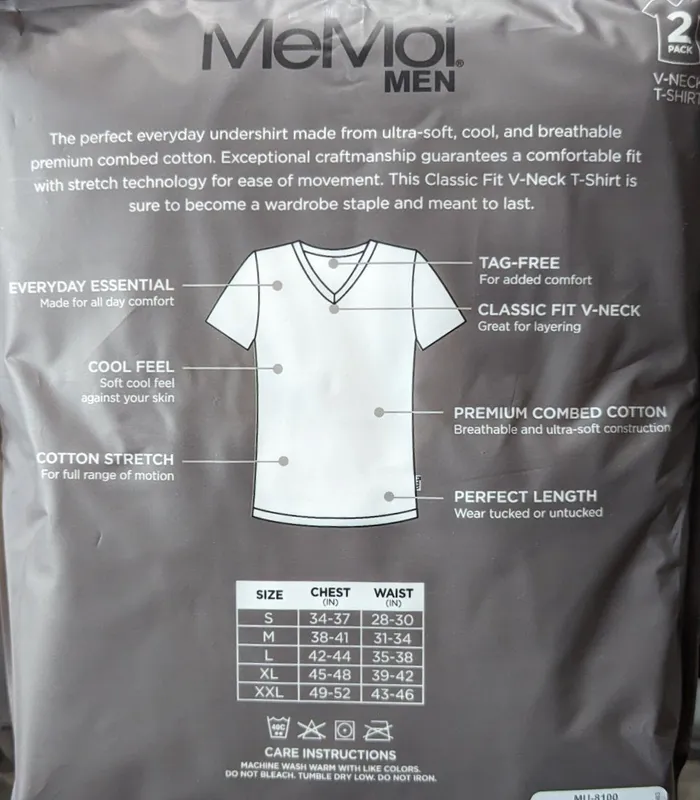 MeMoi®
MEN
2
PACK
V-NECK
T-SHIRT
The perfect everyday undershirt made from ultra-soft, cool, and breathable
premium combed cotton. Exceptional craftmanship guarantees a comfortable fit
with stretch technology for ease of movement. This Classic Fit V-Neck T-Shirt is
sure to become a wardrobe staple and meant to last.
EVERYDAY ESSENTIAL
Made for all day comfort
COOL FEEL
Soft cool feel
against your skin
COTTON STRETCH
For full range of motion
TAG-FREE
For added comfort
CLASSIC FIT V-NECK
Great for layering
PREMIUM COMBED COTTON
Breathable and ultra-soft construction
PERFECT LENGTH
Wear tucked or untucked
SIZE CHEST (IN) WAIST (IN)
S 34-37 28-30
M 38-41 31-34
L 42-44 35-38
XL 45-48 39-42
XXL 49-52 43-46
40C
CARE INSTRUCTIONS
MACHINE WASH WARM WITH LIKE COLORS.
DO NOT BLEACH. TUMBLE DRY LOW. DO NOT IRON.
MU-8100